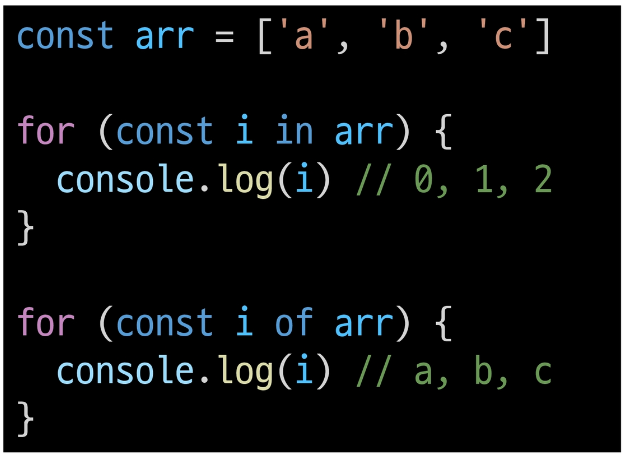 const arr = ['a', 'b', 'c']
for (const i in arr) {
  console.log(i) // 0, 1, 2
}
for (const i of arr) {
  console.log(i) // a, b, c
}